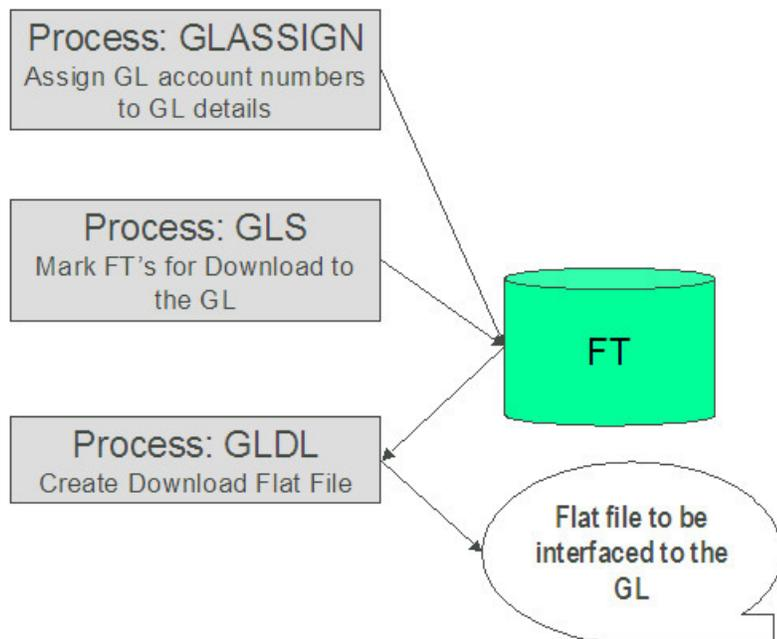 Process: GLASSIGN
Assign GL account numbers
to GL details
Process: GLS
Mark FT's for Download to
the GL
FT
Process: GLDL
Create Download Flat File
Flat file to be
interfaced to the
GL